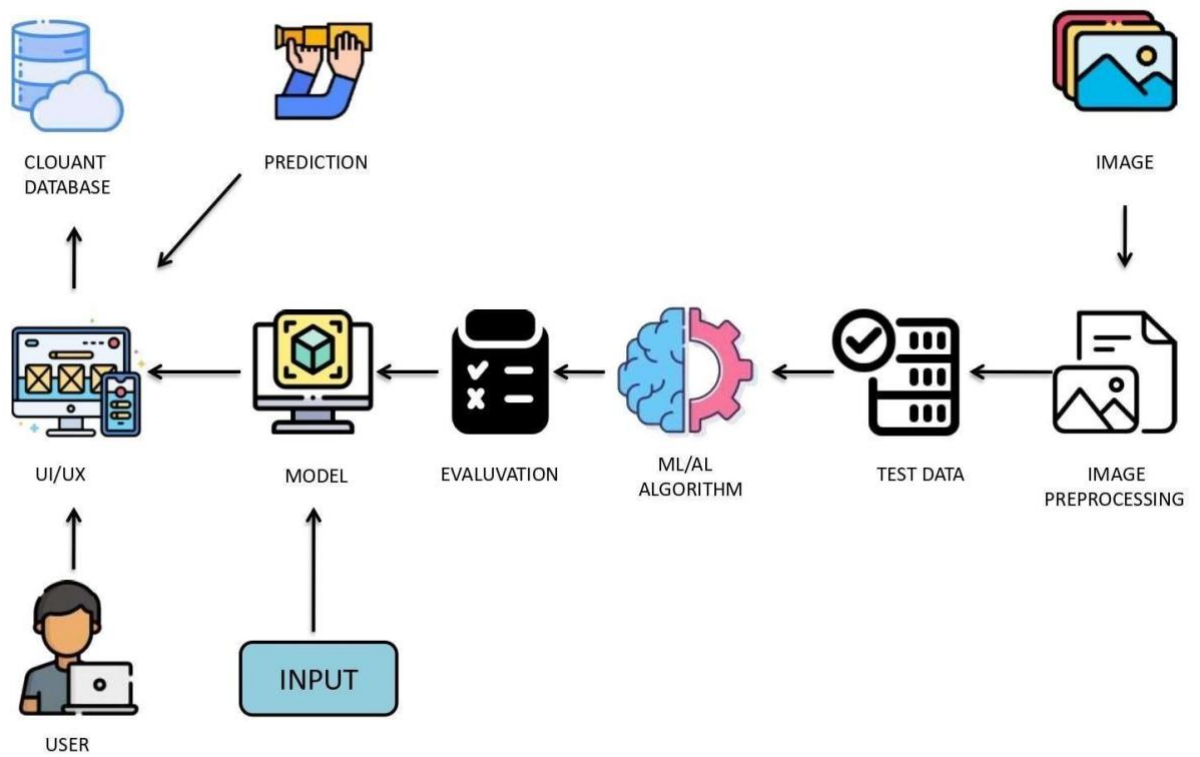 CLOUANT
DATABASE
PREDICTION
IMAGE
UI/UX
MODEL
EVALUVATION
ML/AL
ALGORITHM
TEST DATA
IMAGE
PREPROCESSING
INPUT
USER